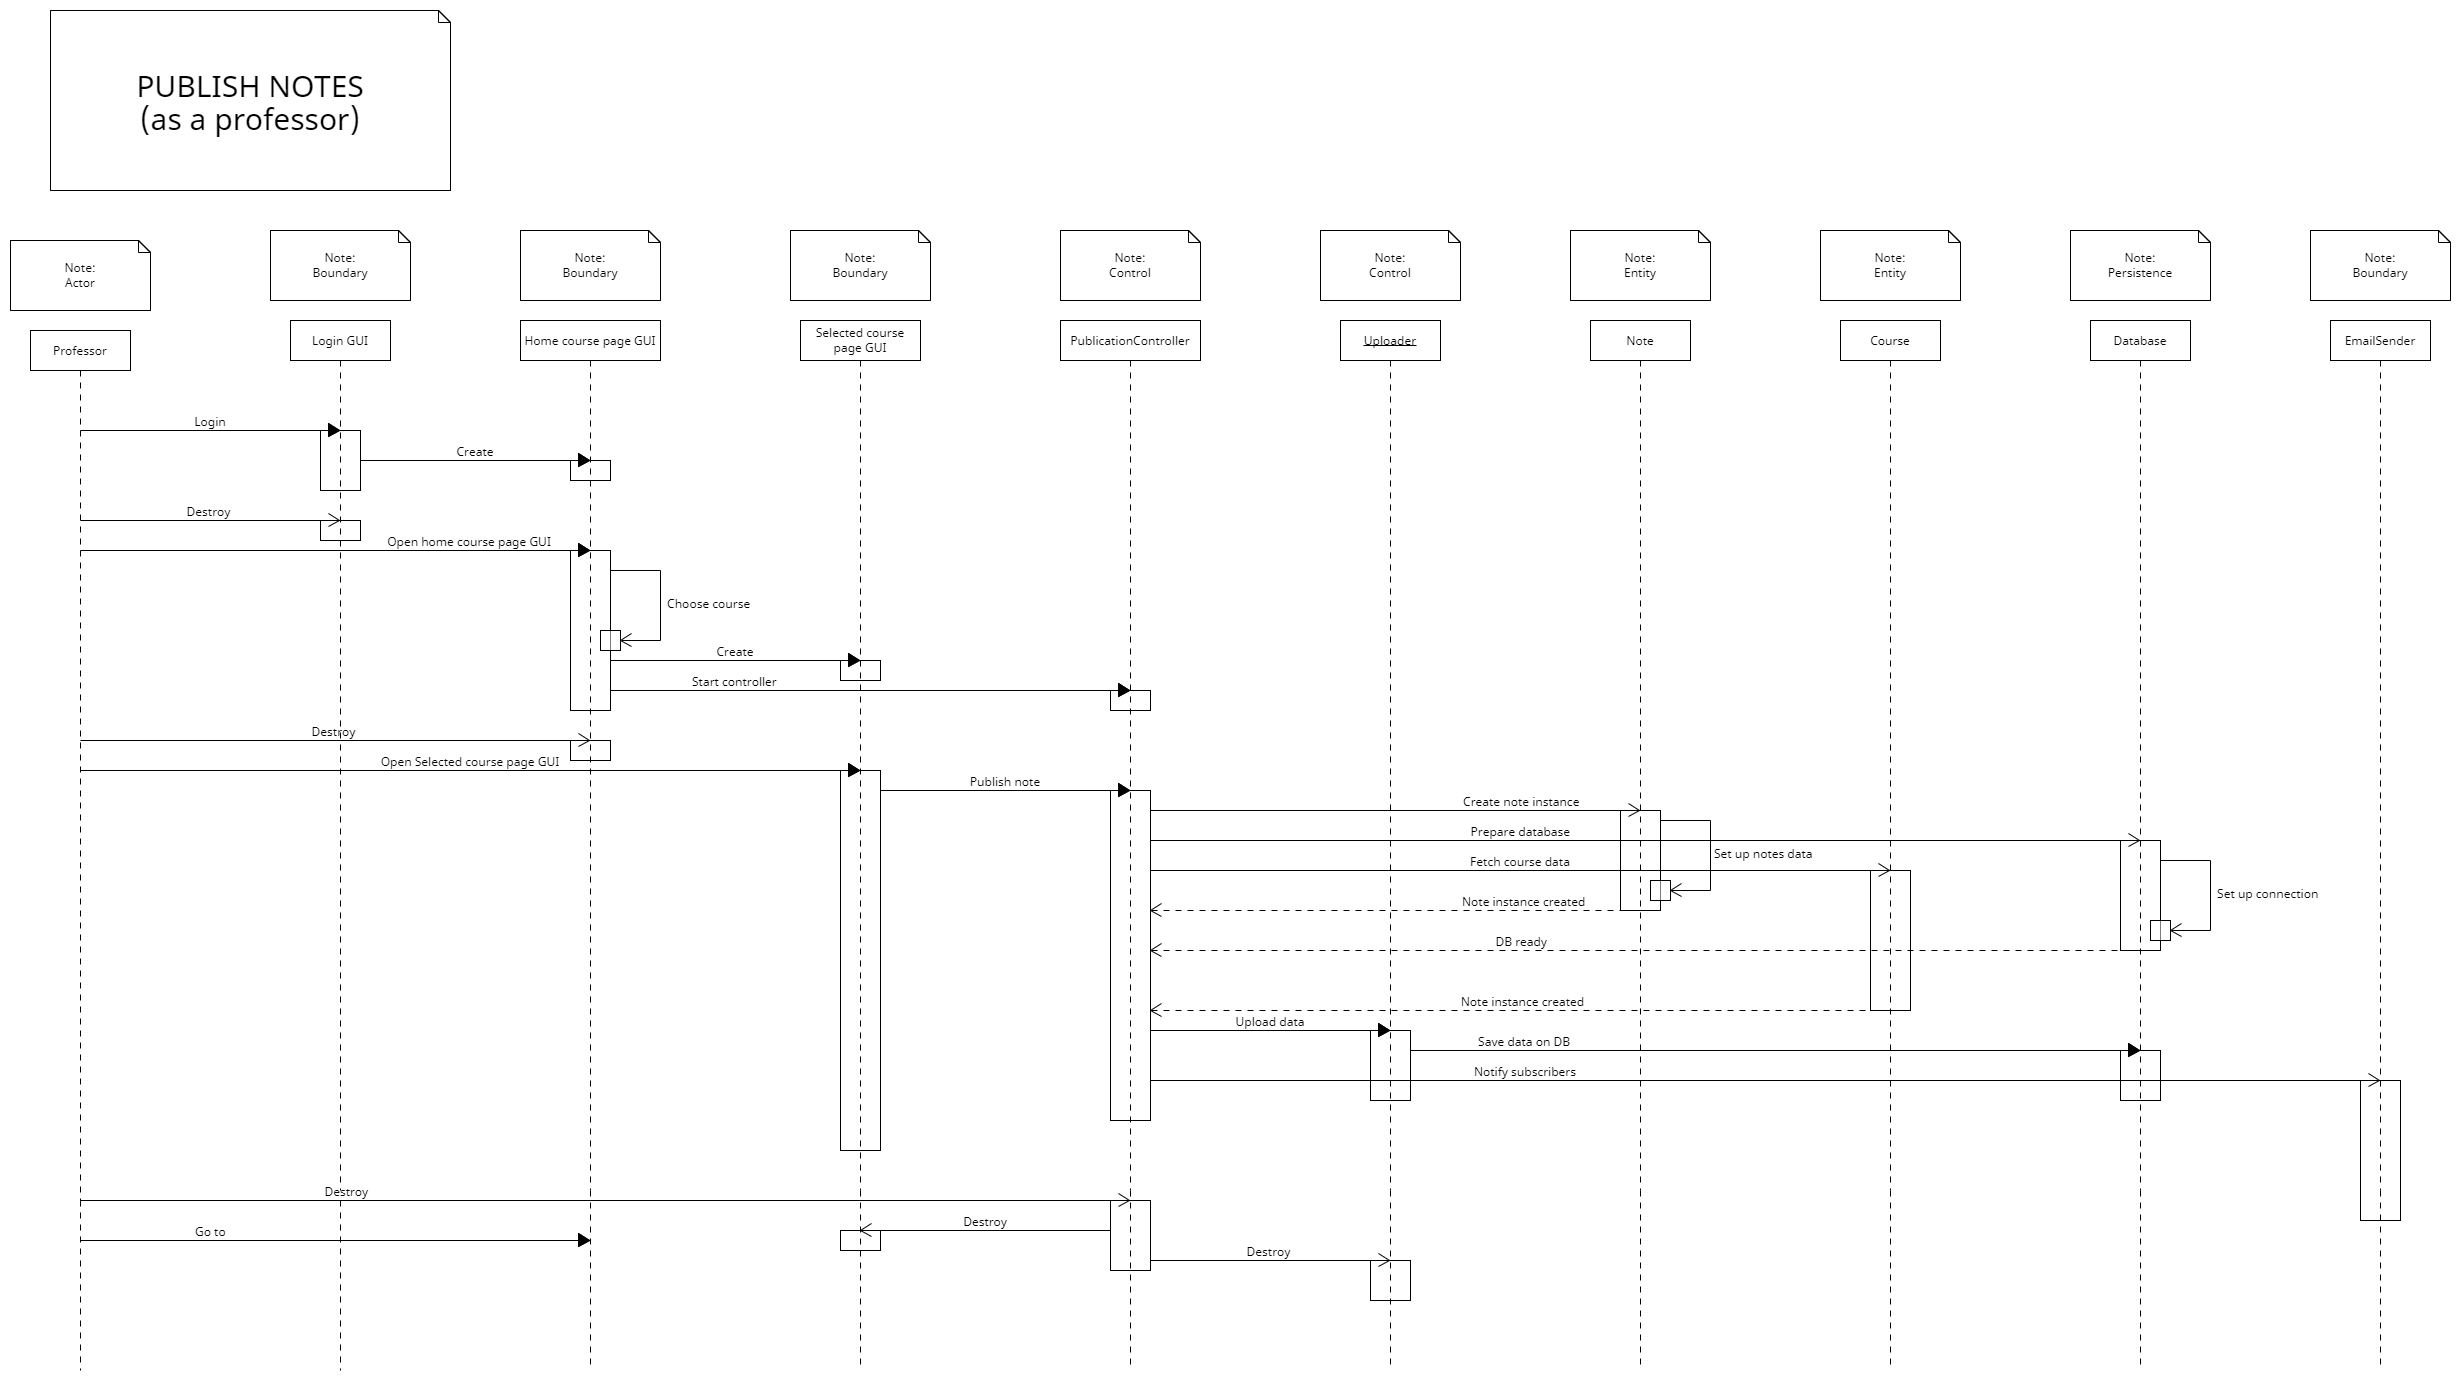 PUBLISH NOTES
(as a professor)
Note:
Actor
Note:
Boundary
Note:
Boundary
Note:
Boundary
Note:
Control
Note:
Control
Note:
Entity
Note:
Entity
Note:
Persistence
Note:
Boundary
Professor
Login GUI
Home course page GUI
Selected course
page GUI
PublicationController
Uploader
Note
Course
Database
EmailSender
Login
Create
Destroy
Open home course page GUI
Choose course
Create
Start controller
Destroy
Open Selected course page GUI
Publish note
Create note instance
Prepare database
Set up notes data
Fetch course data
Set up connection
Note instance created
DB ready
Note instance created
Upload data
Save data on DB
Notify subscribers
Destroy
Destroy
Go to
Destroy